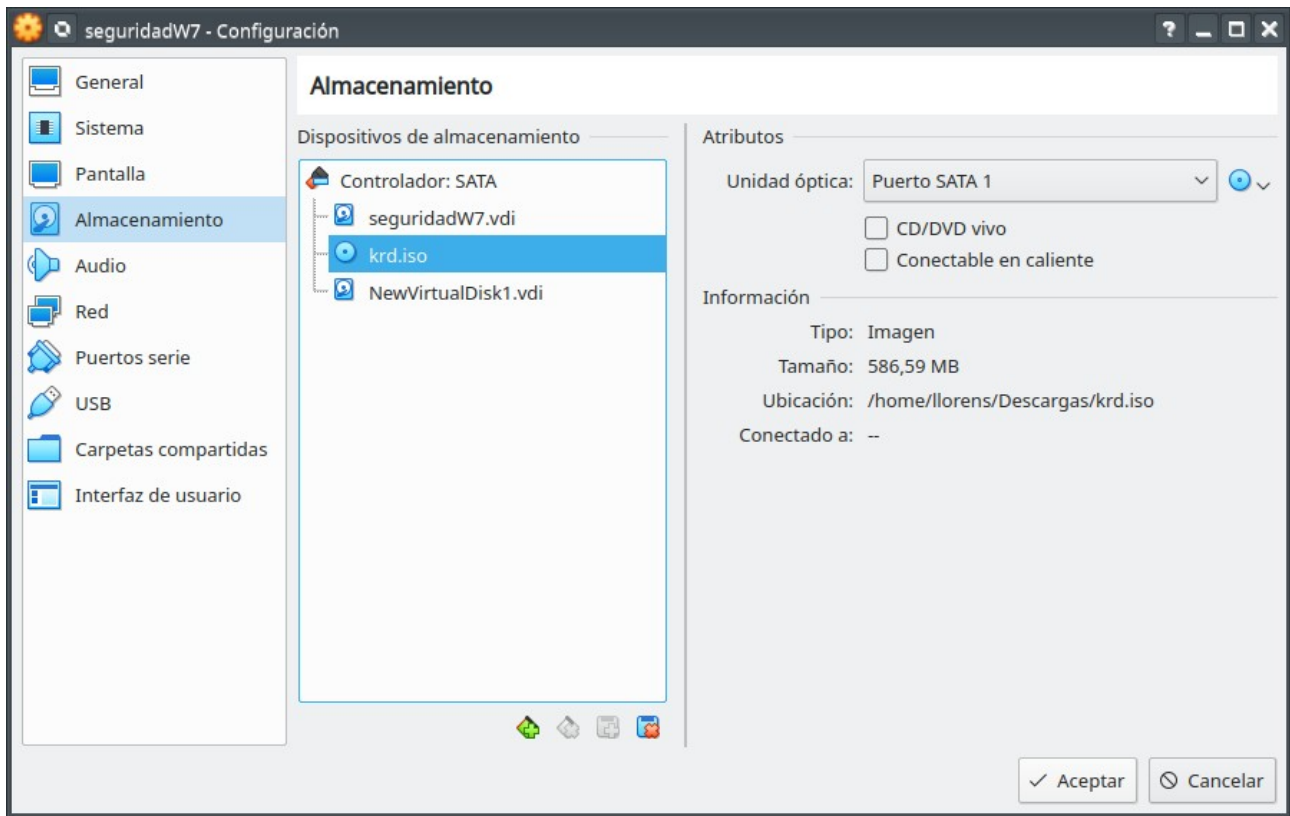 seguridadW7 - Configuración
General
Sistema
Pantalla
Almacenamiento
Audio
Red
Puertos serie
USB
Carpetas compartidas
Interfaz de usuario
Almacenamiento
Dispositivos de almacenamiento
Controlador: SATA
seguridadW7.vdi
krd.iso
NewVirtualDisk1.vdi
Atributos
Unidad óptica: Puerto SATA 1
CD/DVD vivo
Conectable en caliente
Información
Tipo: Imagen
Tamaño: 586,59 MB
Ubicación: /home/llorens/Descargas/krd.iso
Conectado a: --
Aceptar Cancelar